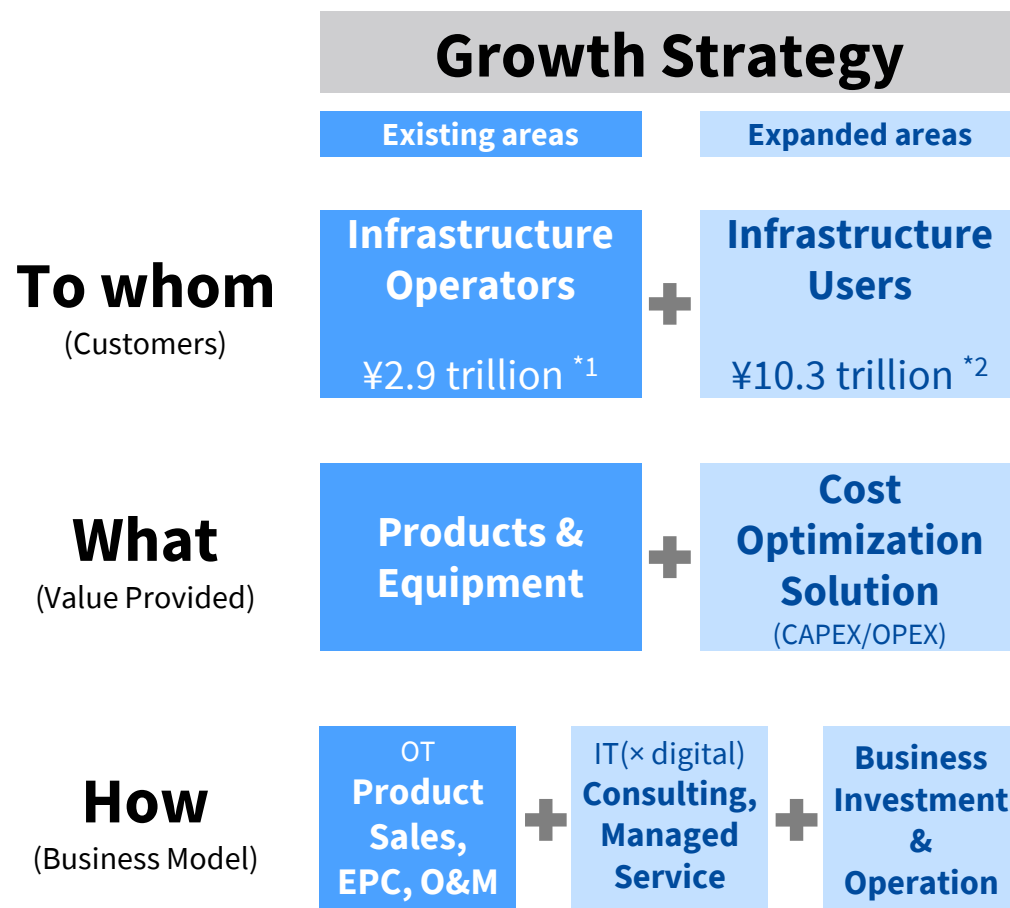 Growth Strategy
Existing areas
Expanded areas
To whom
(Customers)
Infrastructure
Operators
¥2.9 trillion *1
Infrastructure
Users
¥10.3 trillion *2
What
(Value Provided)
Products &
Equipment
Cost
Optimization
Solution
(CAPEX/OPEX)
How
(Business Model)
OT
Product
Sales,
EPC, O&M
IT(× digital)
Consulting,
Managed
Service
Business
Investment
&
Operation